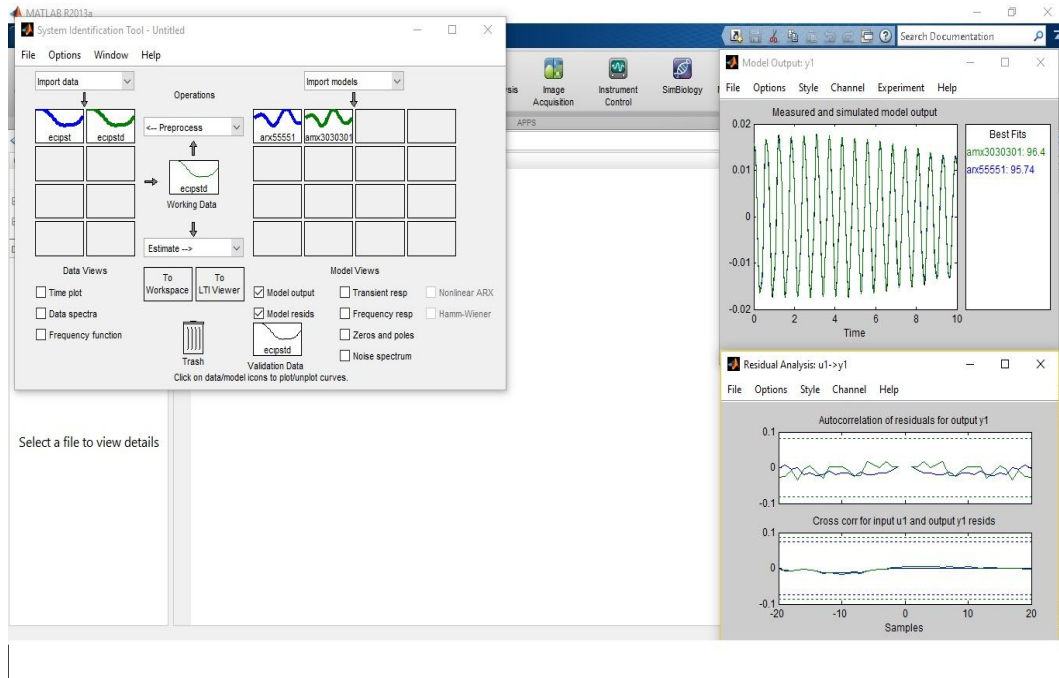 MATLAB R2013a
Search Documentation
System Identification Tool - Untitled
File Options Window Help
Import data
Import models
Operations
<-- Preprocess
ecipst
ecipstd
arx55551
amx3030301
ecipstd
Working Data
Estimate -->
Data Views
Time plot
Data spectra
Frequency function
To Workspace
To LTI Viewer
Trash
Model Views
Model output
Model resids
Transient resp
Frequency resp
Zeros and poles
Noise spectrum
Nonlinear ARX
Hamm-Wiener
ecipstd
Validation Data
Click on data/model icons to plot/unplot curves.
Image Acquisition
Instrument Control
SimBiology
APPS
Select a file to view details
Model Output: y1
File Options Style Channel Experiment Help
Measured and simulated model output
0.02
0.01
0
-0.01
-0.02
0 2 4 6 8 10
Time
Best Fits
amx3030301: 96.4
arx55551: 95.74
Residual Analysis: u1->y1
File Options Style Channel Help
Autocorrelation of residuals for output y1
0.1
0
-0.1
Cross corr for input u1 and output y1 resids
0.1
0
-0.1
-20 -10 0 10 20
Samples